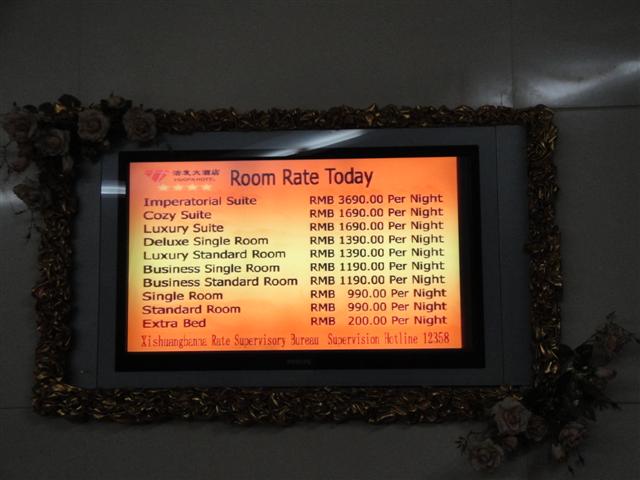 大酒店
Room Rate Today
Imperatorial Suite RMB 3690.00 Per Night
Cozy Suite RMB 1690.00 Per Night
Luxury Suite RMB 1690.00 Per Night
Deluxe Single Room RMB 1390.00 Per Night
Luxury Standard Room RMB 1390.00 Per Night
Business Single Room RMB 1190.00 Per Night
Business Standard Room RMB 1190.00 Per Night
Single Room RMB 990.00 Per Night
Standard Room RMB 990.00 Per Night
Extra Bed RMB 200.00 Per Night
Xishuangbanna Rate Supervisory Bureau Supervision Hotline 12358
PHILIPS